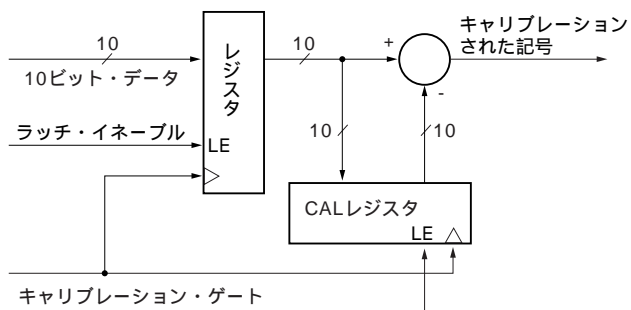 10
10ビット・データ
レジスタ
LE
ラッチ・イネーブル
10
+
-
キャリブレーション
された記号
10
10
CALレジスタ
LE
キャリブレーション・ゲート